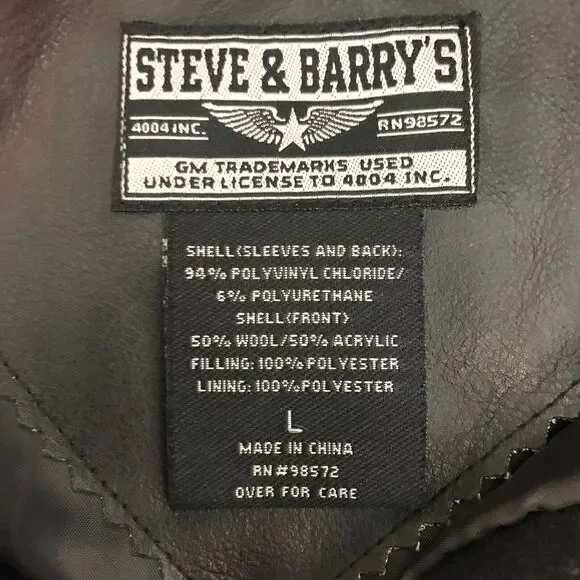 STEVE & BARRY'S
4004 INC. RN98572
GM TRADEMARKS USED
UNDER LICENSE TO 4004 INC.
SHELL(SLEEVES AND BACK):
94% POLYVINYL CHLORIDE/
6% POLYURETHANE
SHELL(FRONT)
50% WOOL/50% ACRYLIC
FILLING: 100% POLYESTER
LINING: 100% POLYESTER
L
MADE IN CHINA
RN#98572
OVER FOR CARE